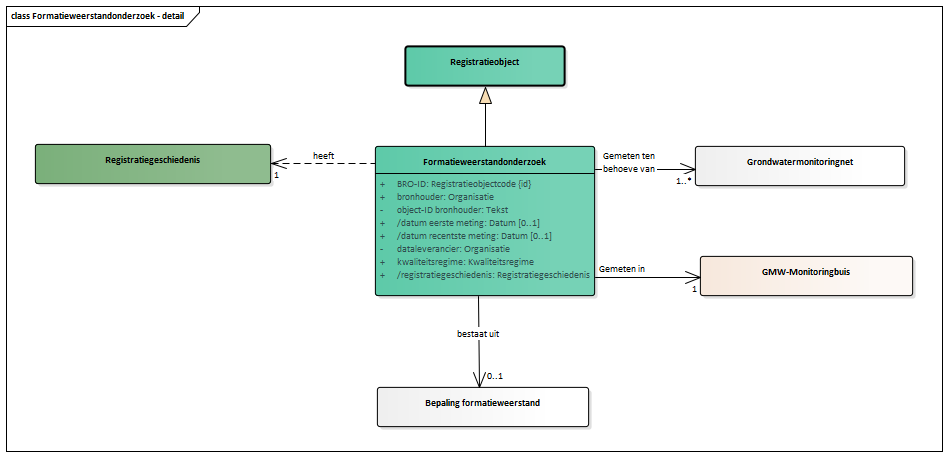 class Formatieweerstandonderzoek - detail
Registratieobject
Registratiegeschiedenis
heeft
1
Formatieweerstandonderzoek
+ BRO-ID: Registratieobjectcode {id}
+ bronhouder: Organisatie
- object-ID bronhouder: Tekst
+ /datum eerste meting: Datum [0..1]
+ /datum recentste meting: Datum [0..1]
- dataleverancier: Organisatie
+ kwaliteitsregime: Kwaliteitsregime
+ /registratiegeschiedenis: Registratiegeschiedenis
Gemeten ten
behoeve van
1..*
Grondwatermonitoringnet
Gemeten in
1
GMW-Monitoringbuis
bestaat uit
0..1
Bepaling formatieweerstand